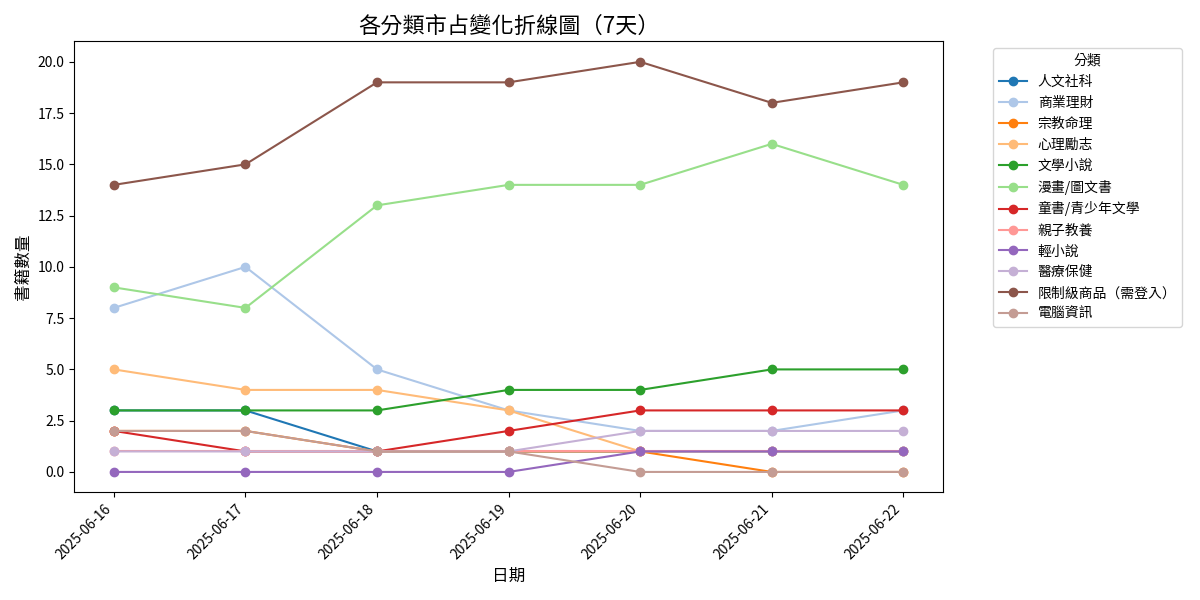 各分類市占變化折線圖（7天）
書籍數量
20.0
17.5
15.0
12.5
10.0
7.5
5.0
2.5
0.0
2025-06-16
2025-06-17
2025-06-18
2025-06-19
2025-06-20
2025-06-21
2025-06-22
日期
分類
人文社科
商業理財
宗教命理
心理勵志
文學小說
漫畫/圖文書
童書/青少年文學
親子教養
輕小說
醫療保健
限制級商品（需登入）
電腦資訊